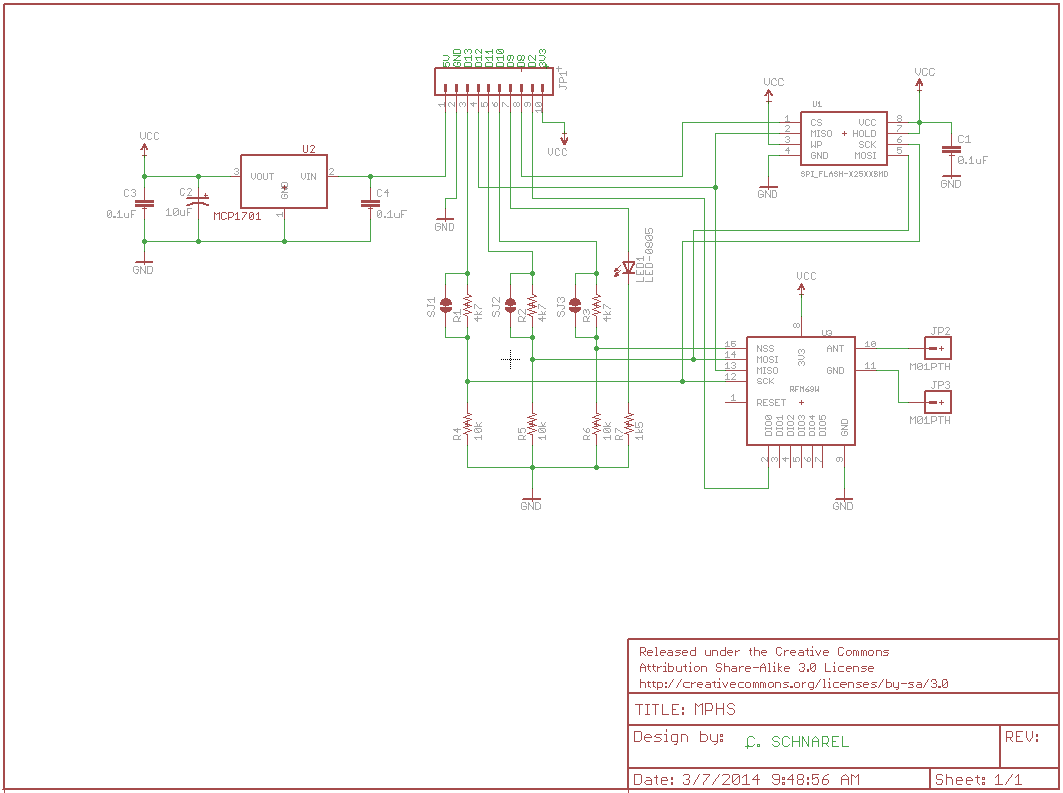 5V GND D13 D12 D11 D10 D9 D8 D2 3V3
JP1
1 2 3 4 5 6 7 8 9 10
VCC
VCC
U2
3 VOUT VIN 2
GND
1
MCP1701
C3
0.1uF
C2
10uF
C4
0.1uF
GND
GND
VCC
VCC
U1
1 CS VCC 8
2 MISO HOLD 7
3 WP SCK 6
4 GND MOSI 5
SPI_FLASH-X25XXBMD
C1
0.1uF
GND
GND
LED1
LED-0805
SJ1
R1
4k7
SJ2
R2
4k7
SJ3
R3
4k7
VCC
8
U9
3V3
15 NSS ANT 10
14 MOSI
13 MISO GND 11
12 SCK
RFM69W
1 RESET
DIO0 DIO1 DIO2 DIO3 DIO4 DIO5 GND
2 3 4 5 6 7 9
JP2
M01PTH
JP3
M01PTH
R4
10k
R5
10k
R6
10k
R7
1k5
GND
GND
Released under the Creative Commons
Attribution Share-Alike 3.0 License
http://creativecommons.org/licenses/by-sa/3.0
TITLE: MPHS
Design by: C. SCHNAREL
REV:
Date: 3/7/2014 9:48:56 AM
Sheet: 1/1